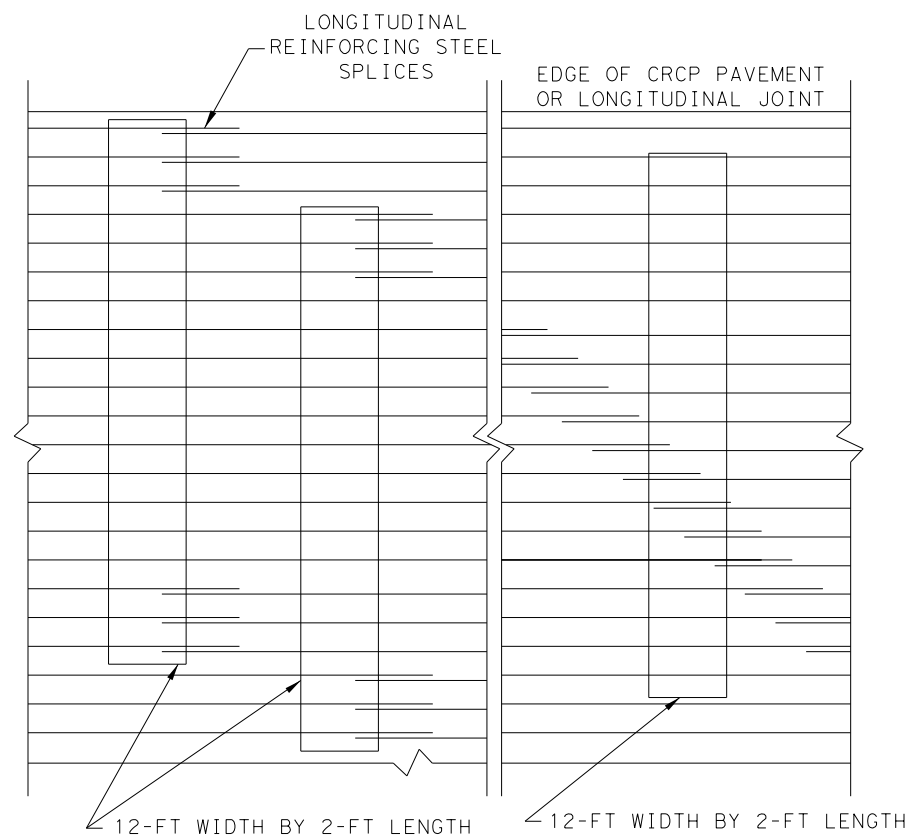 LONGITUDINAL
REINFORCING STEEL
SPLICES
EDGE OF CRCP PAVEMENT
OR LONGITUDINAL JOINT
12-FT WIDTH BY 2-FT LENGTH
12-FT WIDTH BY 2-FT LENGTH